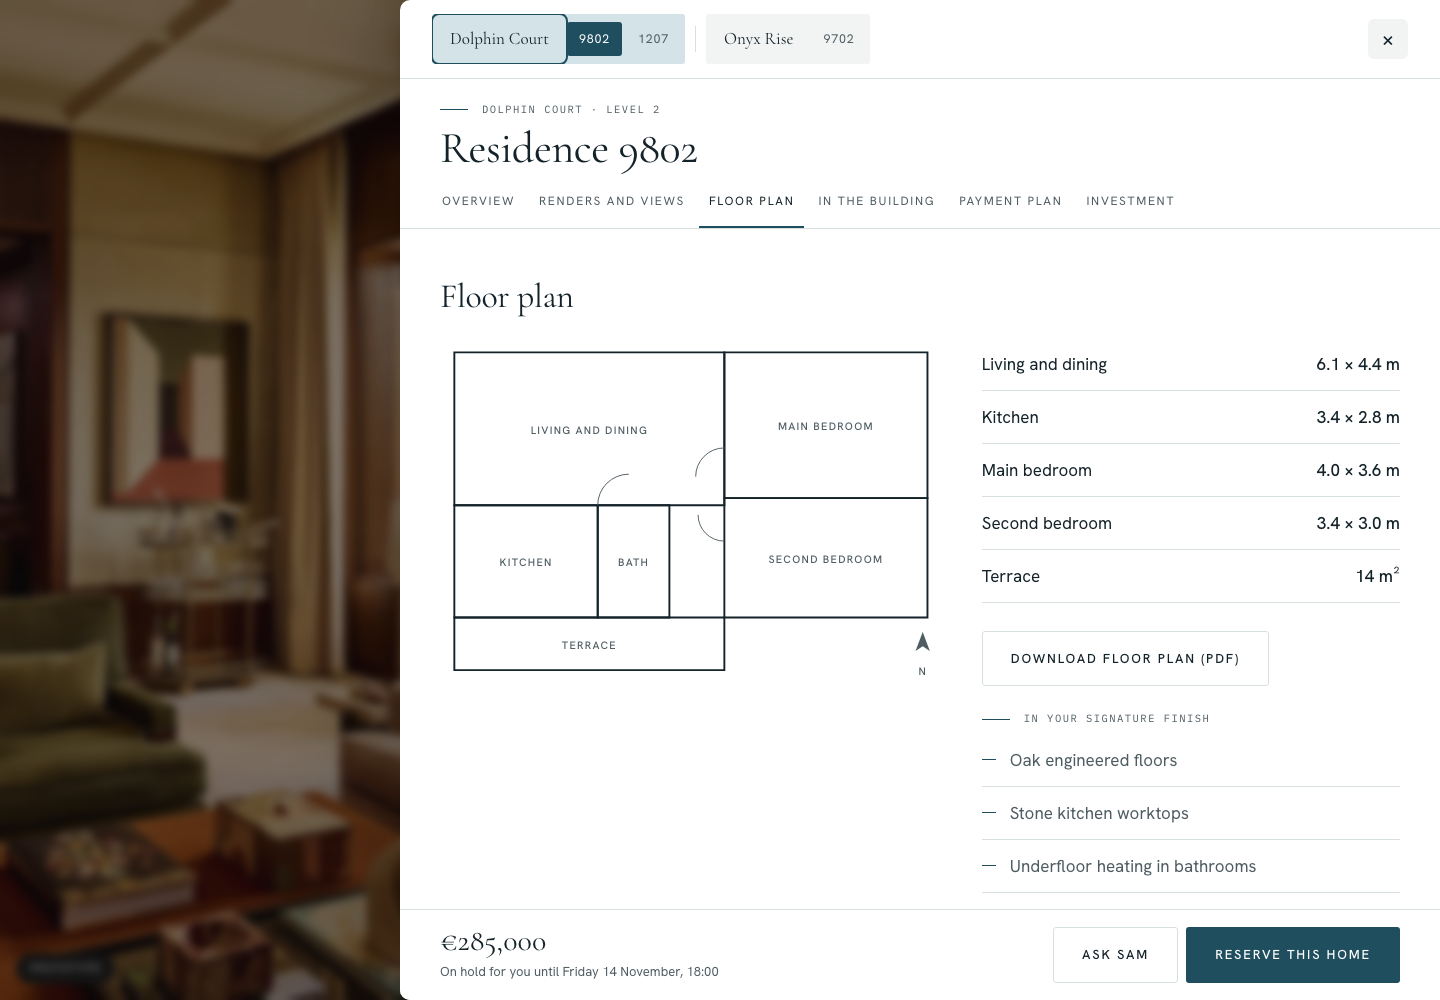 Dolphin Court 9802 1207 Onyx Rise 9702 ×
DOLPHIN COURT · LEVEL 2
Residence 9802
OVERVIEW RENDERS AND VIEWS FLOOR PLAN IN THE BUILDING PAYMENT PLAN INVESTMENT
Floor plan
LIVING AND DINING
MAIN BEDROOM
KITCHEN
BATH
SECOND BEDROOM
TERRACE
N
Living and dining 6.1 × 4.4 m
Kitchen 3.4 × 2.8 m
Main bedroom 4.0 × 3.6 m
Second bedroom 3.4 × 3.0 m
Terrace 14 m²
DOWNLOAD FLOOR PLAN (PDF)
IN YOUR SIGNATURE FINISH
Oak engineered floors
Stone kitchen worktops
Underfloor heating in bathrooms
€285,000
On hold for you until Friday 14 November, 18:00
ASK SAM
RESERVE THIS HOME